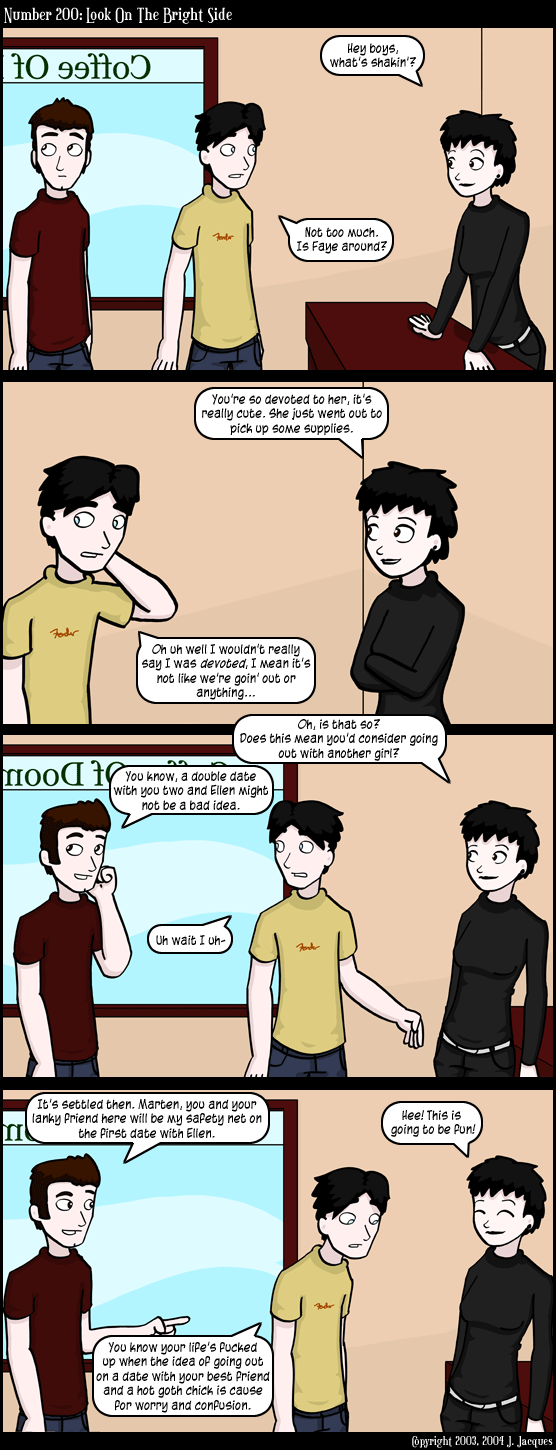 Number 200: Look On The Bright Side
Coffee Of
Hey boys,
what's shakin'?
Not too much.
Is Faye around?
Fender
You're so devoted to her, it's
really cute. She just went out to
pick up some supplies.
Oh uh well I wouldn't really
say I was devoted, I mean it's
not like we're goin' out or
anything...
Fender
Oh, is that so?
Does this mean you'd consider going
out with another girl?
Coffee Of Doom
You know, a double date
with you two and Ellen might
not be a bad idea.
Uh wait I uh-
Fender
It's settled then. Marten, you and your
lanky friend here will be my safety net on
the first date with Ellen.
Hee! This is
going to be fun!
Fender
You know your life's fucked
up when the idea of going out
on a date with your best friend
and a hot goth chick is cause
for worry and confusion.
Copyright 2003, 2004 J. Jacques